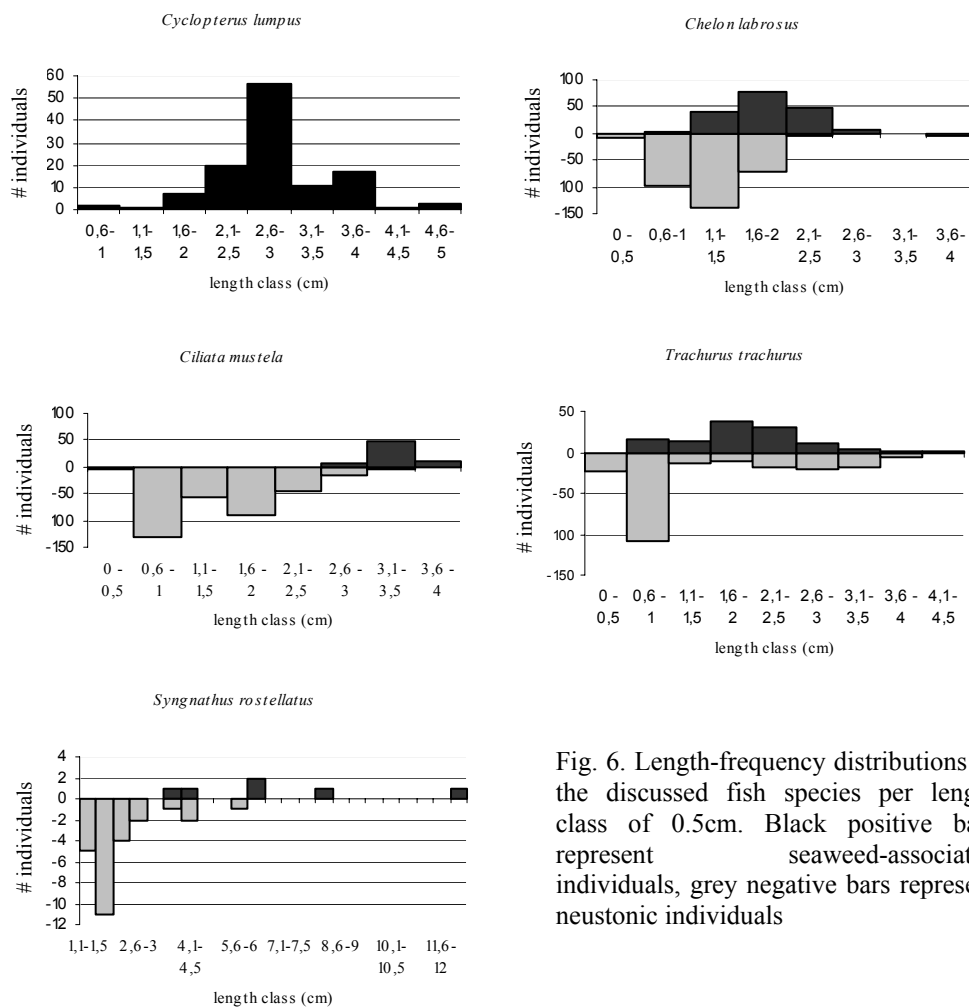 Cyclopterus lumpus
# individuals
60
50
40
30
20
10
0
0,6- 1,1- 1,6- 2,1- 2,6- 3,1- 3,6- 4,1- 4,6-
1 1,5 2 2,5 3 3,5 4 4,5 5
length class (cm)
Chelon labrosus
# individuals
100
50
0
-50
100
-150
0 - 0,6-1 1,1- 1,6-2 2,1- 2,6- 3,1- 3,6-
0,5 1,5 2,5 3 3,5 4
length class (cm)
Ciliata mustela
# individuals
100
50
0
-50
100
-150
0 - 0,6 - 1,1- 1,6 - 2,1- 2,6 - 3,1- 3,6 -
0,5 1 1,5 2 2,5 3 3,5 4
length class (cm)
Trachurus trachurus
# individuals
50
0
-50
100
-150
0 - 0,6 - 1,1- 1,6 - 2,1- 2,6 - 3,1- 3,6 - 4,1-
0,5 1 1,5 2 2,5 3 3,5 4 4,5
length class (cm)
Syngnathus rostellatus
# individuals
4
2
0
-2
-4
-6
-8
-10
-12
1,1-1,5 2,6-3 4,1- 5,6-6 7,1-7,5 8,6-9 10,1- 11,6-
4,5 10,5 12
length class (cm)
Fig. 6. Length-frequency distributions
the discussed fish species per leng
class of 0.5cm. Black positive ba
represent seaweed-associat
individuals, grey negative bars represe
neustonic individuals